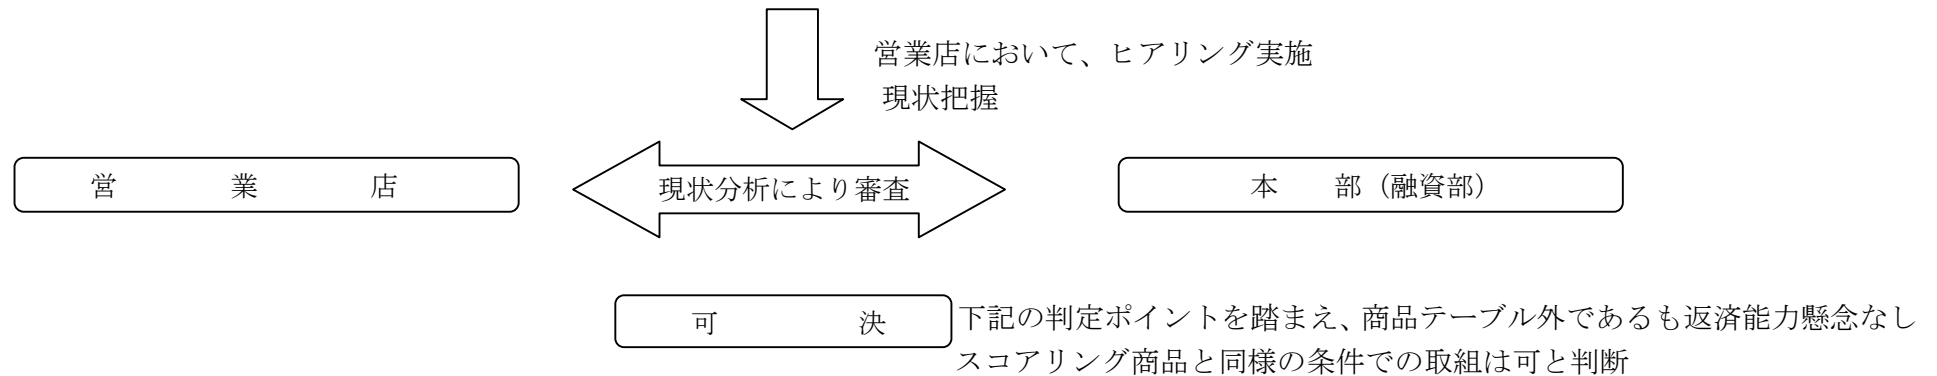 営業店において、ヒアリング実施
現状把握
営　業　店
現状分析により審査
本　部（融資部）
可　決
下記の判定ポイントを踏まえ、商品テーブル外であるも返済能力懸念なし
スコアリング商品と同様の条件での取組は可と判断